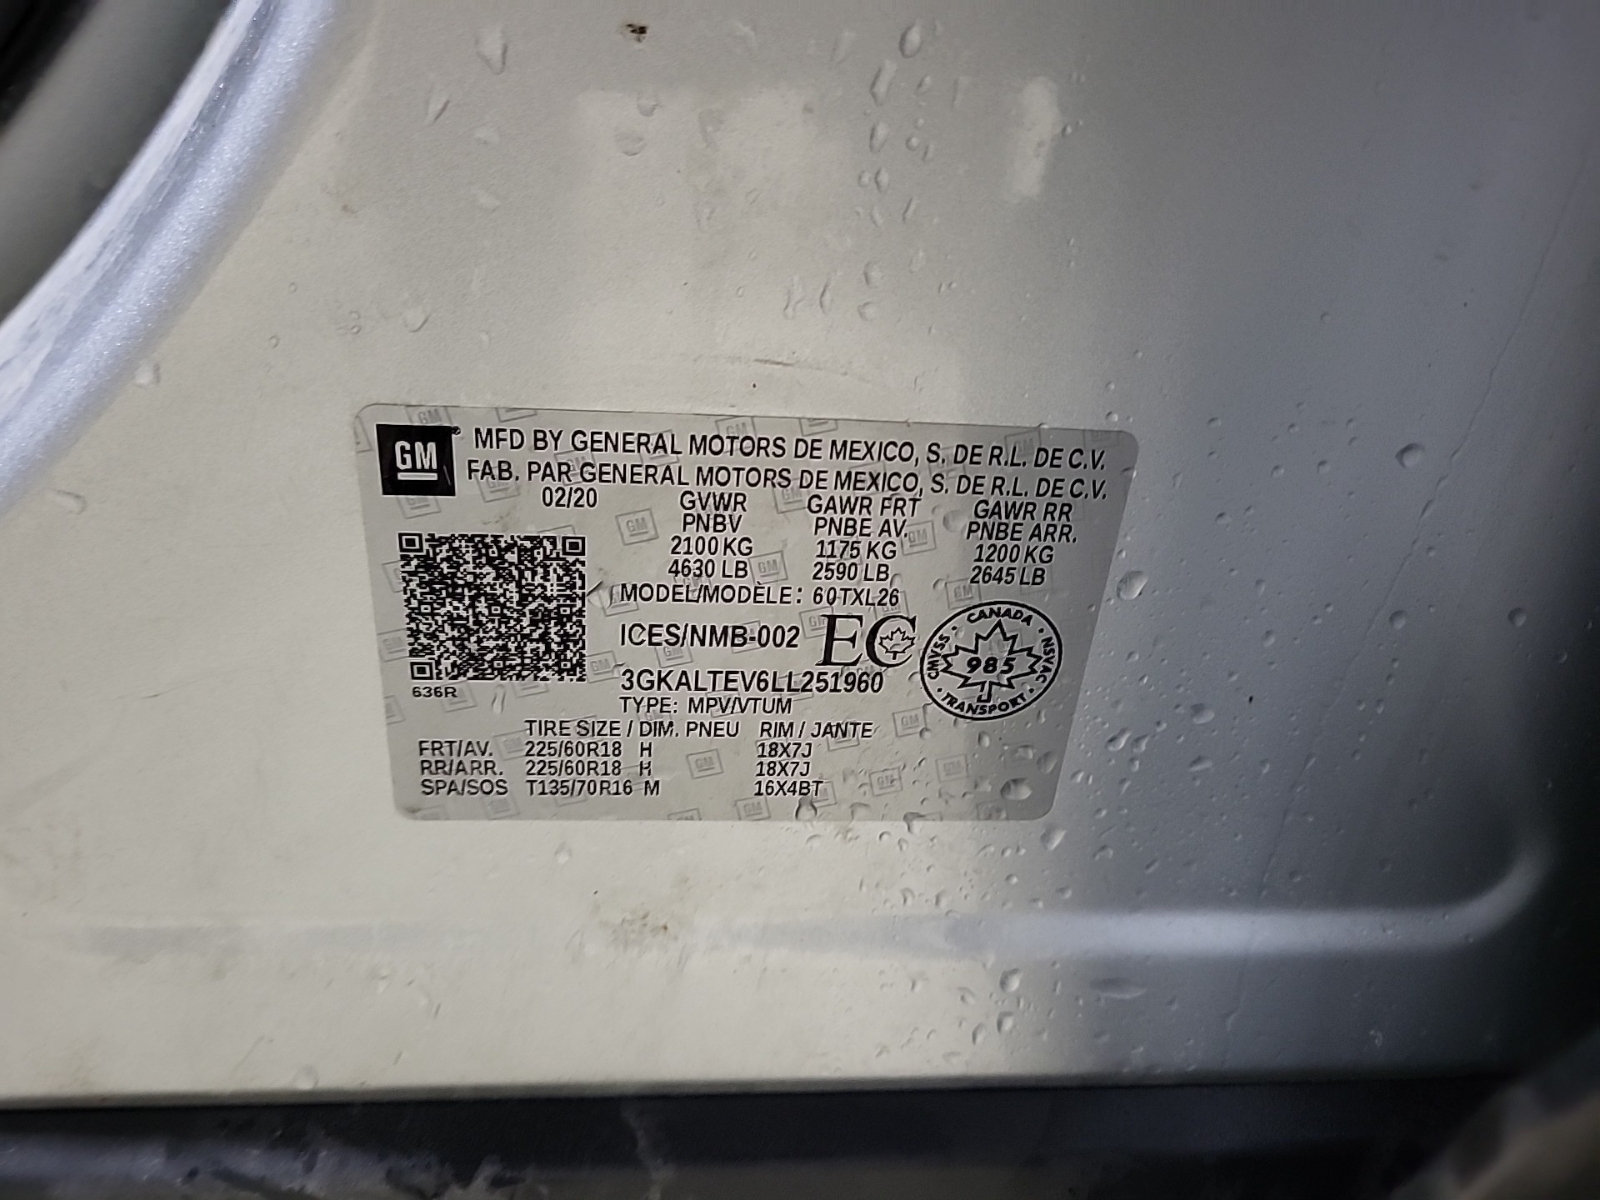 GM MFD BY GENERAL MOTORS DE MEXICO, S. DE R.L. DE C.V.
FAB. PAR GENERAL MOTORS DE MEXICO, S. DE R.L. DE C.V.
02/20 GVWR GAWR FRT GAWR RR
PNBV PNBE AV. PNBE ARR.
2100 KG 1175 KG 1200 KG
4630 LB 2590 LB 2645 LB
MODEL/MODÈLE: 60TXL26
ICES/NMB-002 EC
CANADA
CMVSS 985 NSVAC
TRANSPORT
3GKALTEV6LL251960
636R
TYPE: MPV/VTUM
TIRE SIZE / DIM. PNEU RIM / JANTE
FRT/AV. 225/60R18 H 18X7J
RR/ARR. 225/60R18 H 18X7J
SPA/SOS T135/70R16 M 16X4BT